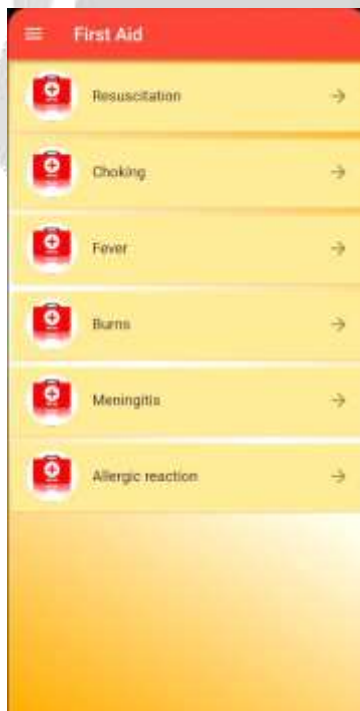 First Aid
Resuscitation
Choking
Fever
Burns
Meningitis
Allergic reaction